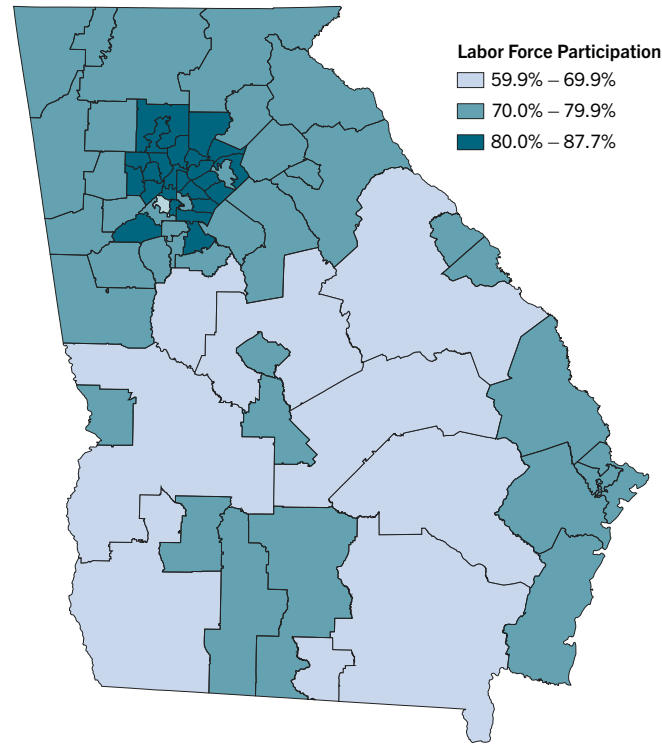 Labor Force Participation
59.9% – 69.9%
70.0% – 79.9%
80.0% – 87.7%